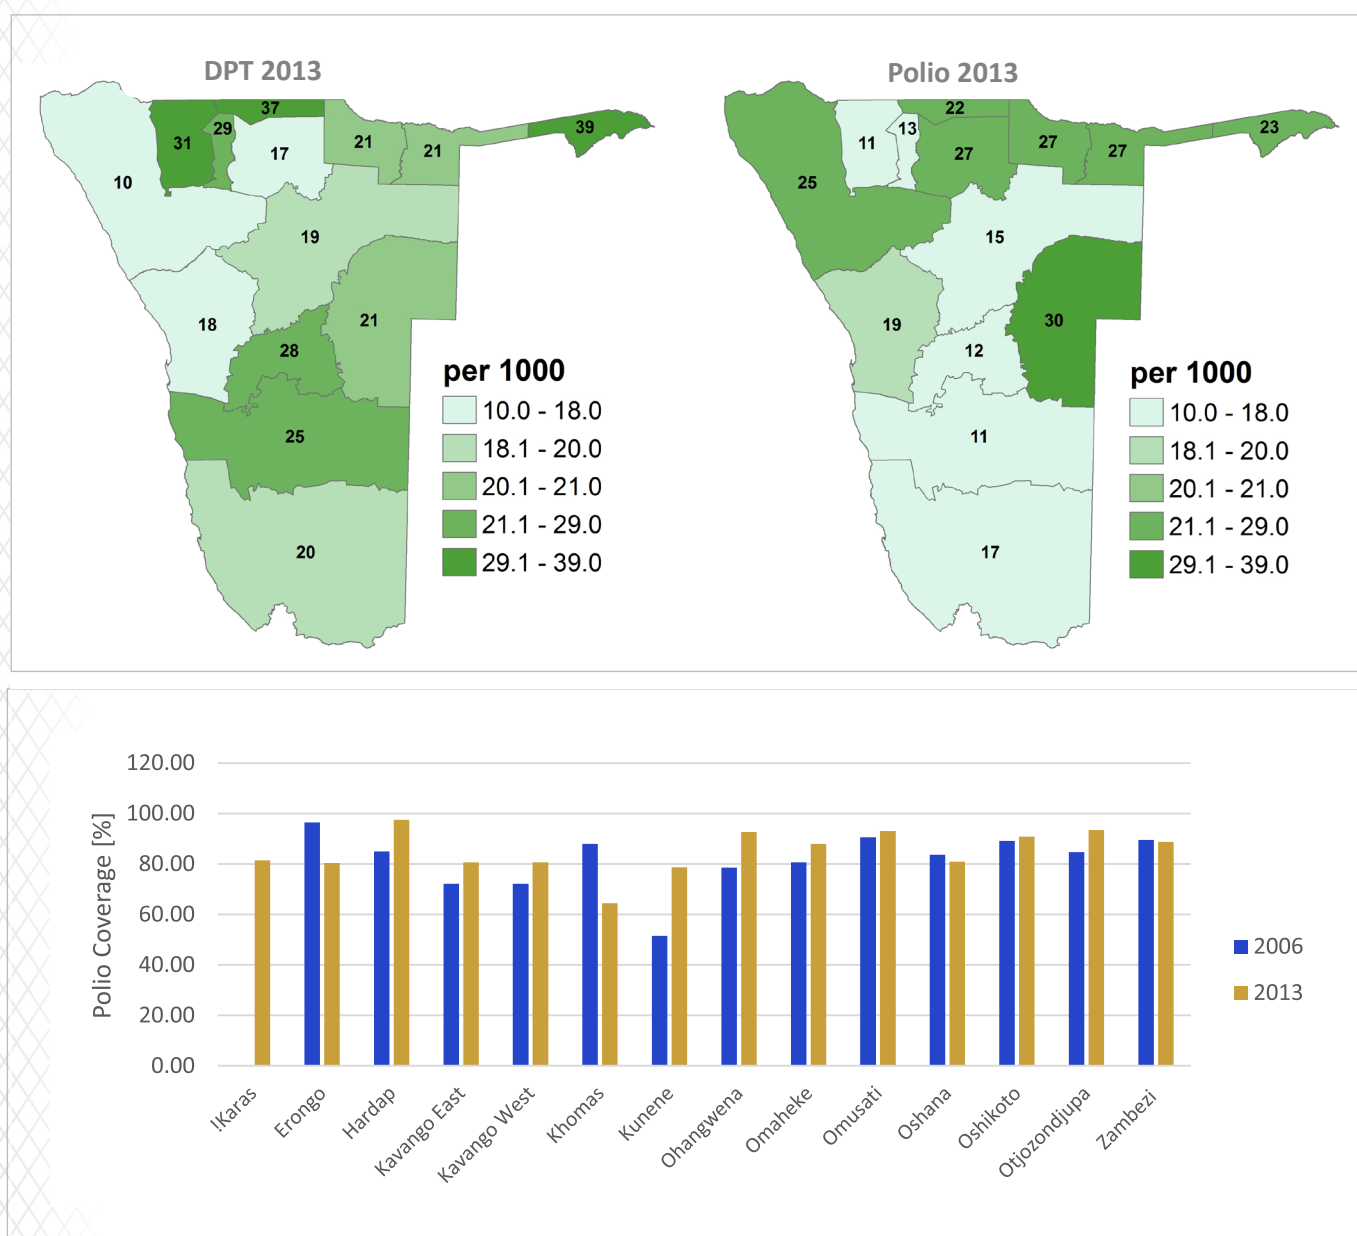 DPT 2013
37
29
31
17
21
21
39
10
19
18
21
28
25
20
per 1000
10.0 - 18.0
18.1 - 20.0
20.1 - 21.0
21.1 - 29.0
29.1 - 39.0
Polio 2013
22
13
11
27
27
27
23
25
15
19
30
12
11
17
per 1000
10.0 - 18.0
18.1 - 20.0
20.1 - 21.0
21.1 - 29.0
29.1 - 39.0
Polio Coverage [%]
120.00
100.00
80.00
60.00
40.00
20.00
0.00
!Karas
Erongo
Hardap
Kavango East
Kavango West
Khomas
Kunene
Ohangwena
Omaheke
Omusati
Oshana
Oshikoto
Otjozondjupa
Zambezi
2006
2013